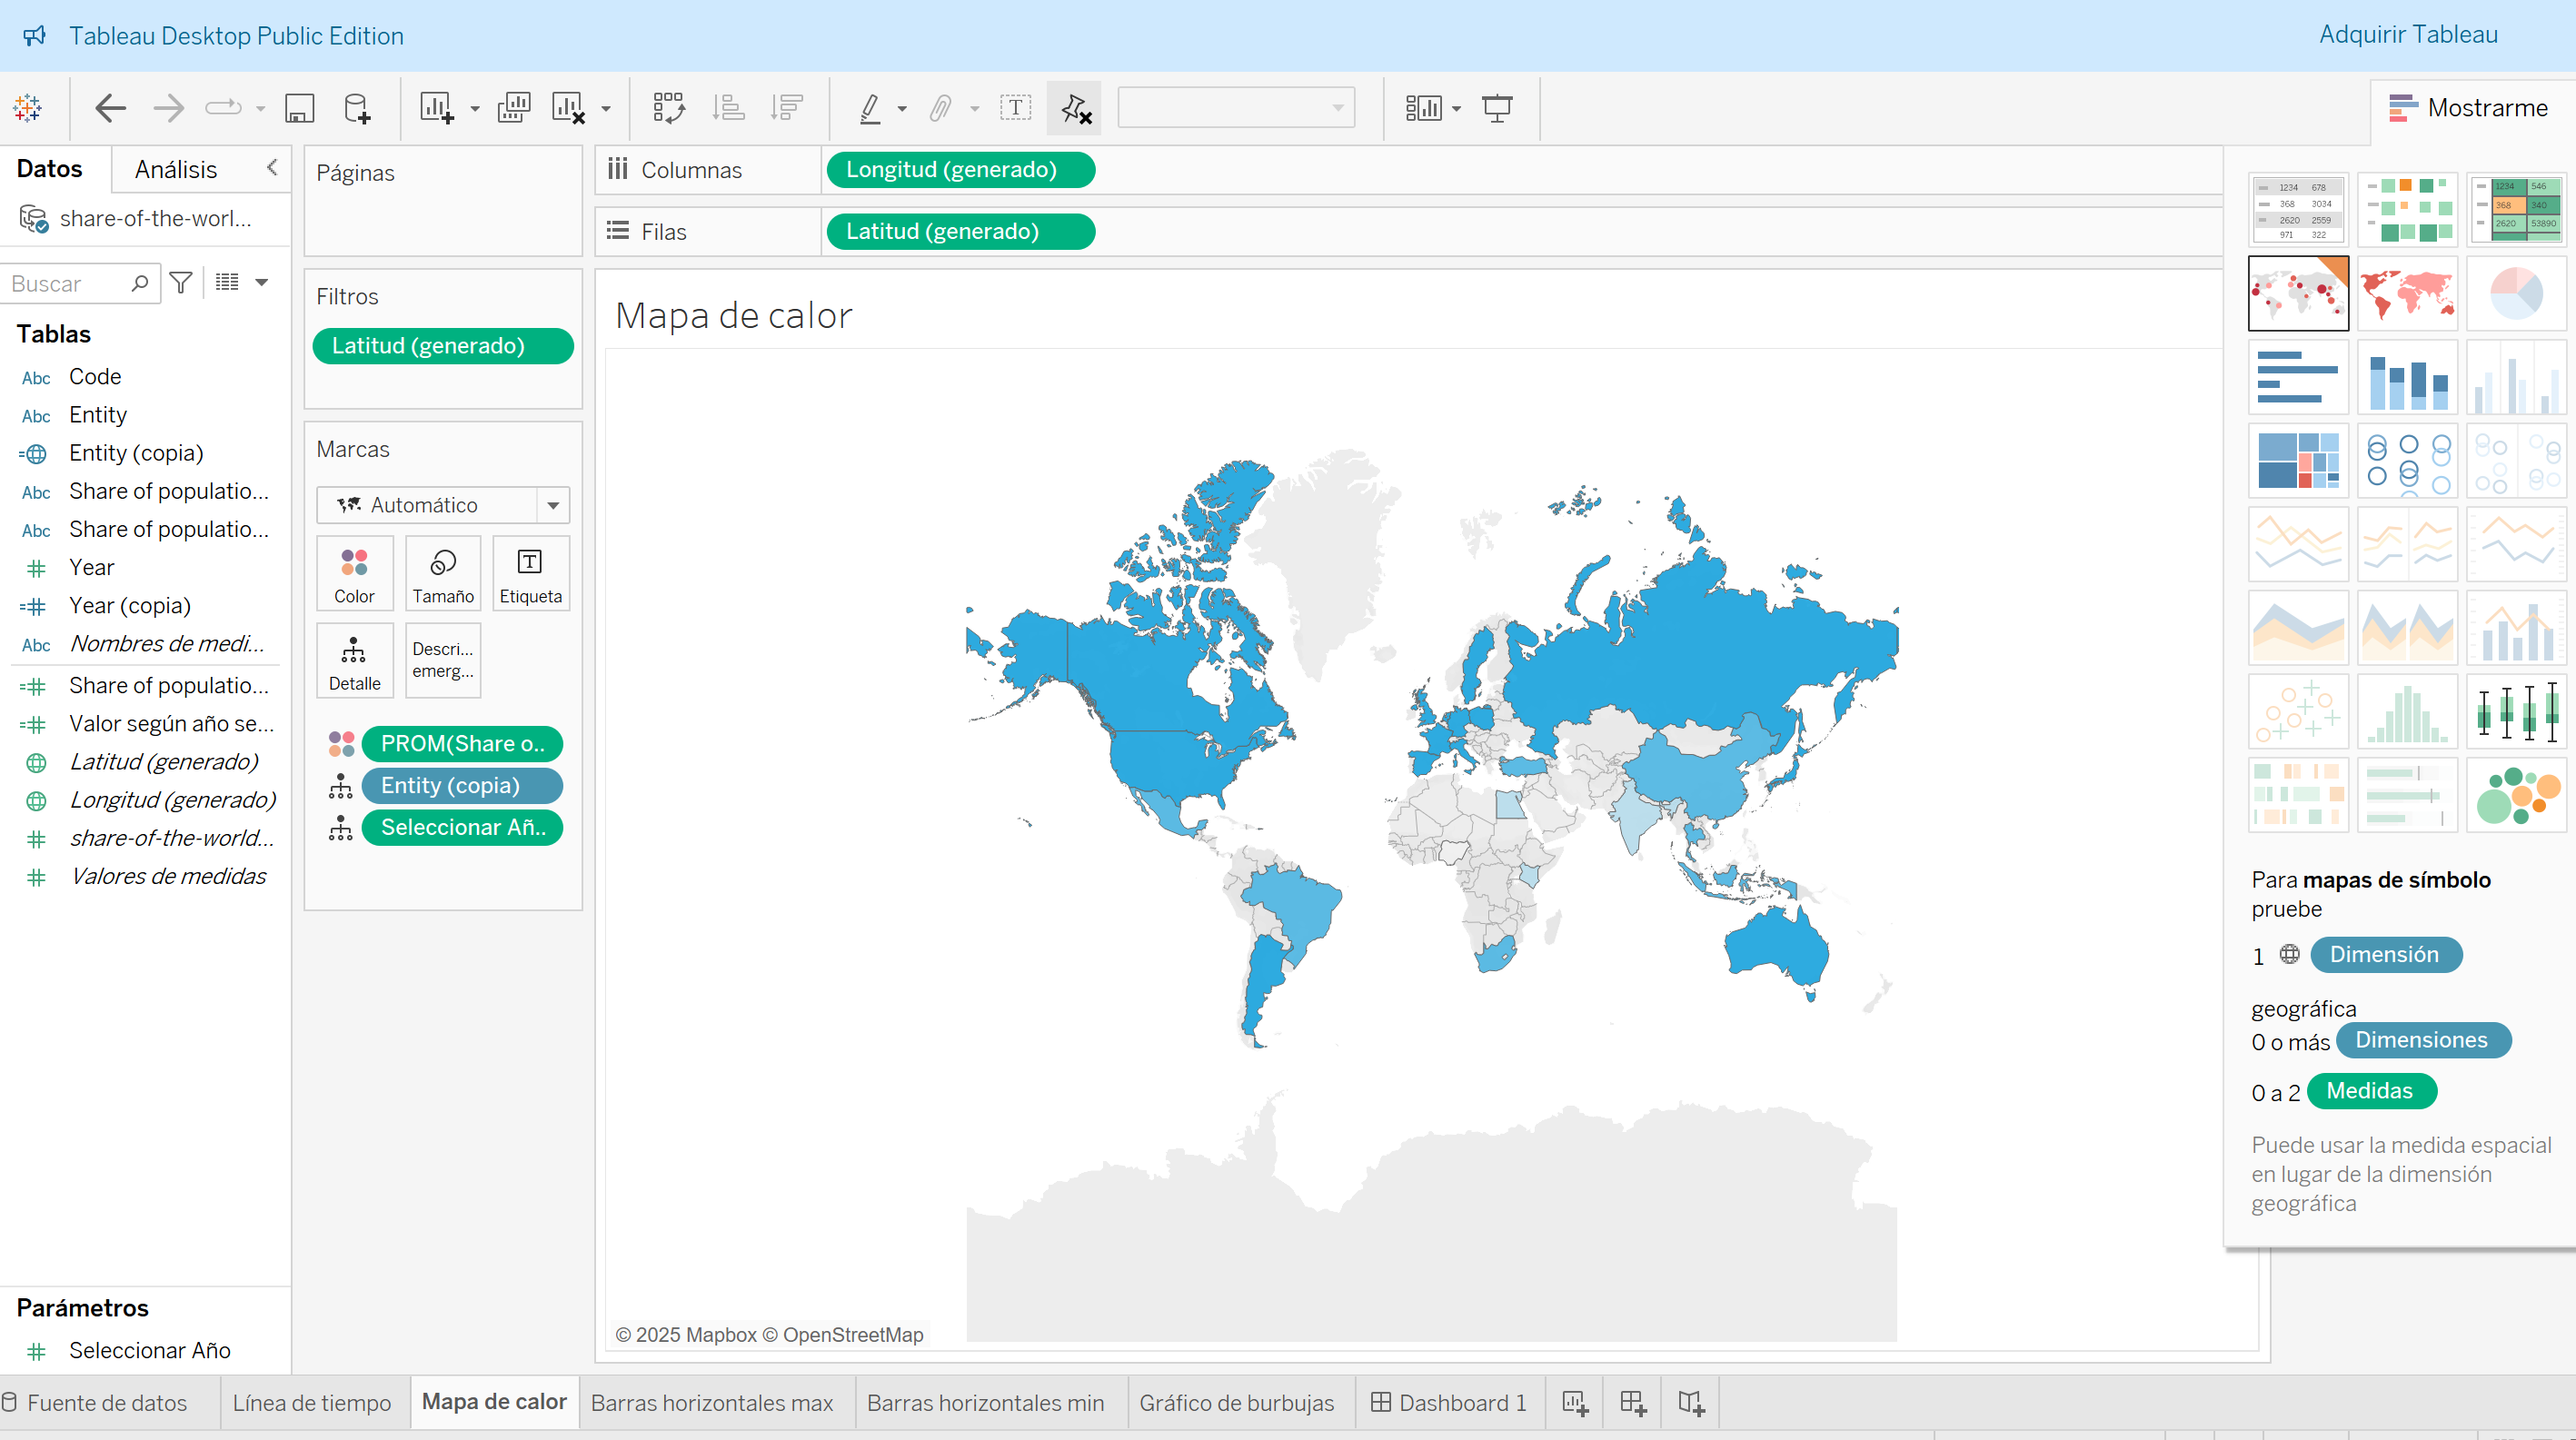 Tableau Desktop Public Edition
Adquirir Tableau
Mostrarme
Datos
Análisis
share-of-the-worl...
Buscar
Tablas
Abc Code
Abc Entity
Entity (copia)
Abc Share of populatio...
Abc Share of populatio...
Year
Year (copia)
Abc Nombres de medi...
Share of populatio...
Valor según año se...
Latitud (generado)
Longitud (generado)
share-of-the-world...
Valores de medidas
Parámetros
Seleccionar Año
Páginas
Filtros
Latitud (generado)
Marcas
Automático
Color
Tamaño
Etiqueta
Detalle
Descri...
emerg...
PROM(Share o..
Entity (copia)
Seleccionar Añ..
Columnas
Longitud (generado)
Filas
Latitud (generado)
Mapa de calor
© 2025 Mapbox © OpenStreetMap
1234 678
368 3034
2620 2559
971 322
1234 546
368 340
2620 53890
Para mapas de símbolo
pruebe
1 Dimensión
geográfica
0 o más Dimensiones
0 a 2 Medidas
Puede usar la medida espacial
en lugar de la dimensión
geográfica
Fuente de datos
Línea de tiempo
Mapa de calor
Barras horizontales max
Barras horizontales min
Gráfico de burbujas
Dashboard 1